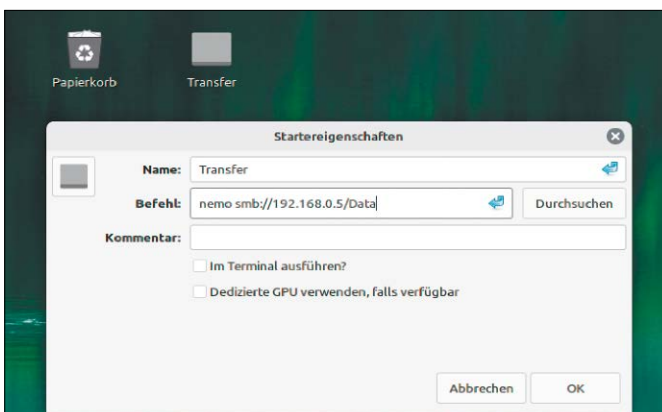 Papierkorb
Transfer
Startereigenschaften
Name: Transfer
Befehl: nemo smb://192.168.0.5/Data Durchsuchen
Kommentar:
Im Terminal ausführen?
Dedizierte GPU verwenden, falls verfügbar
Abbrechen OK